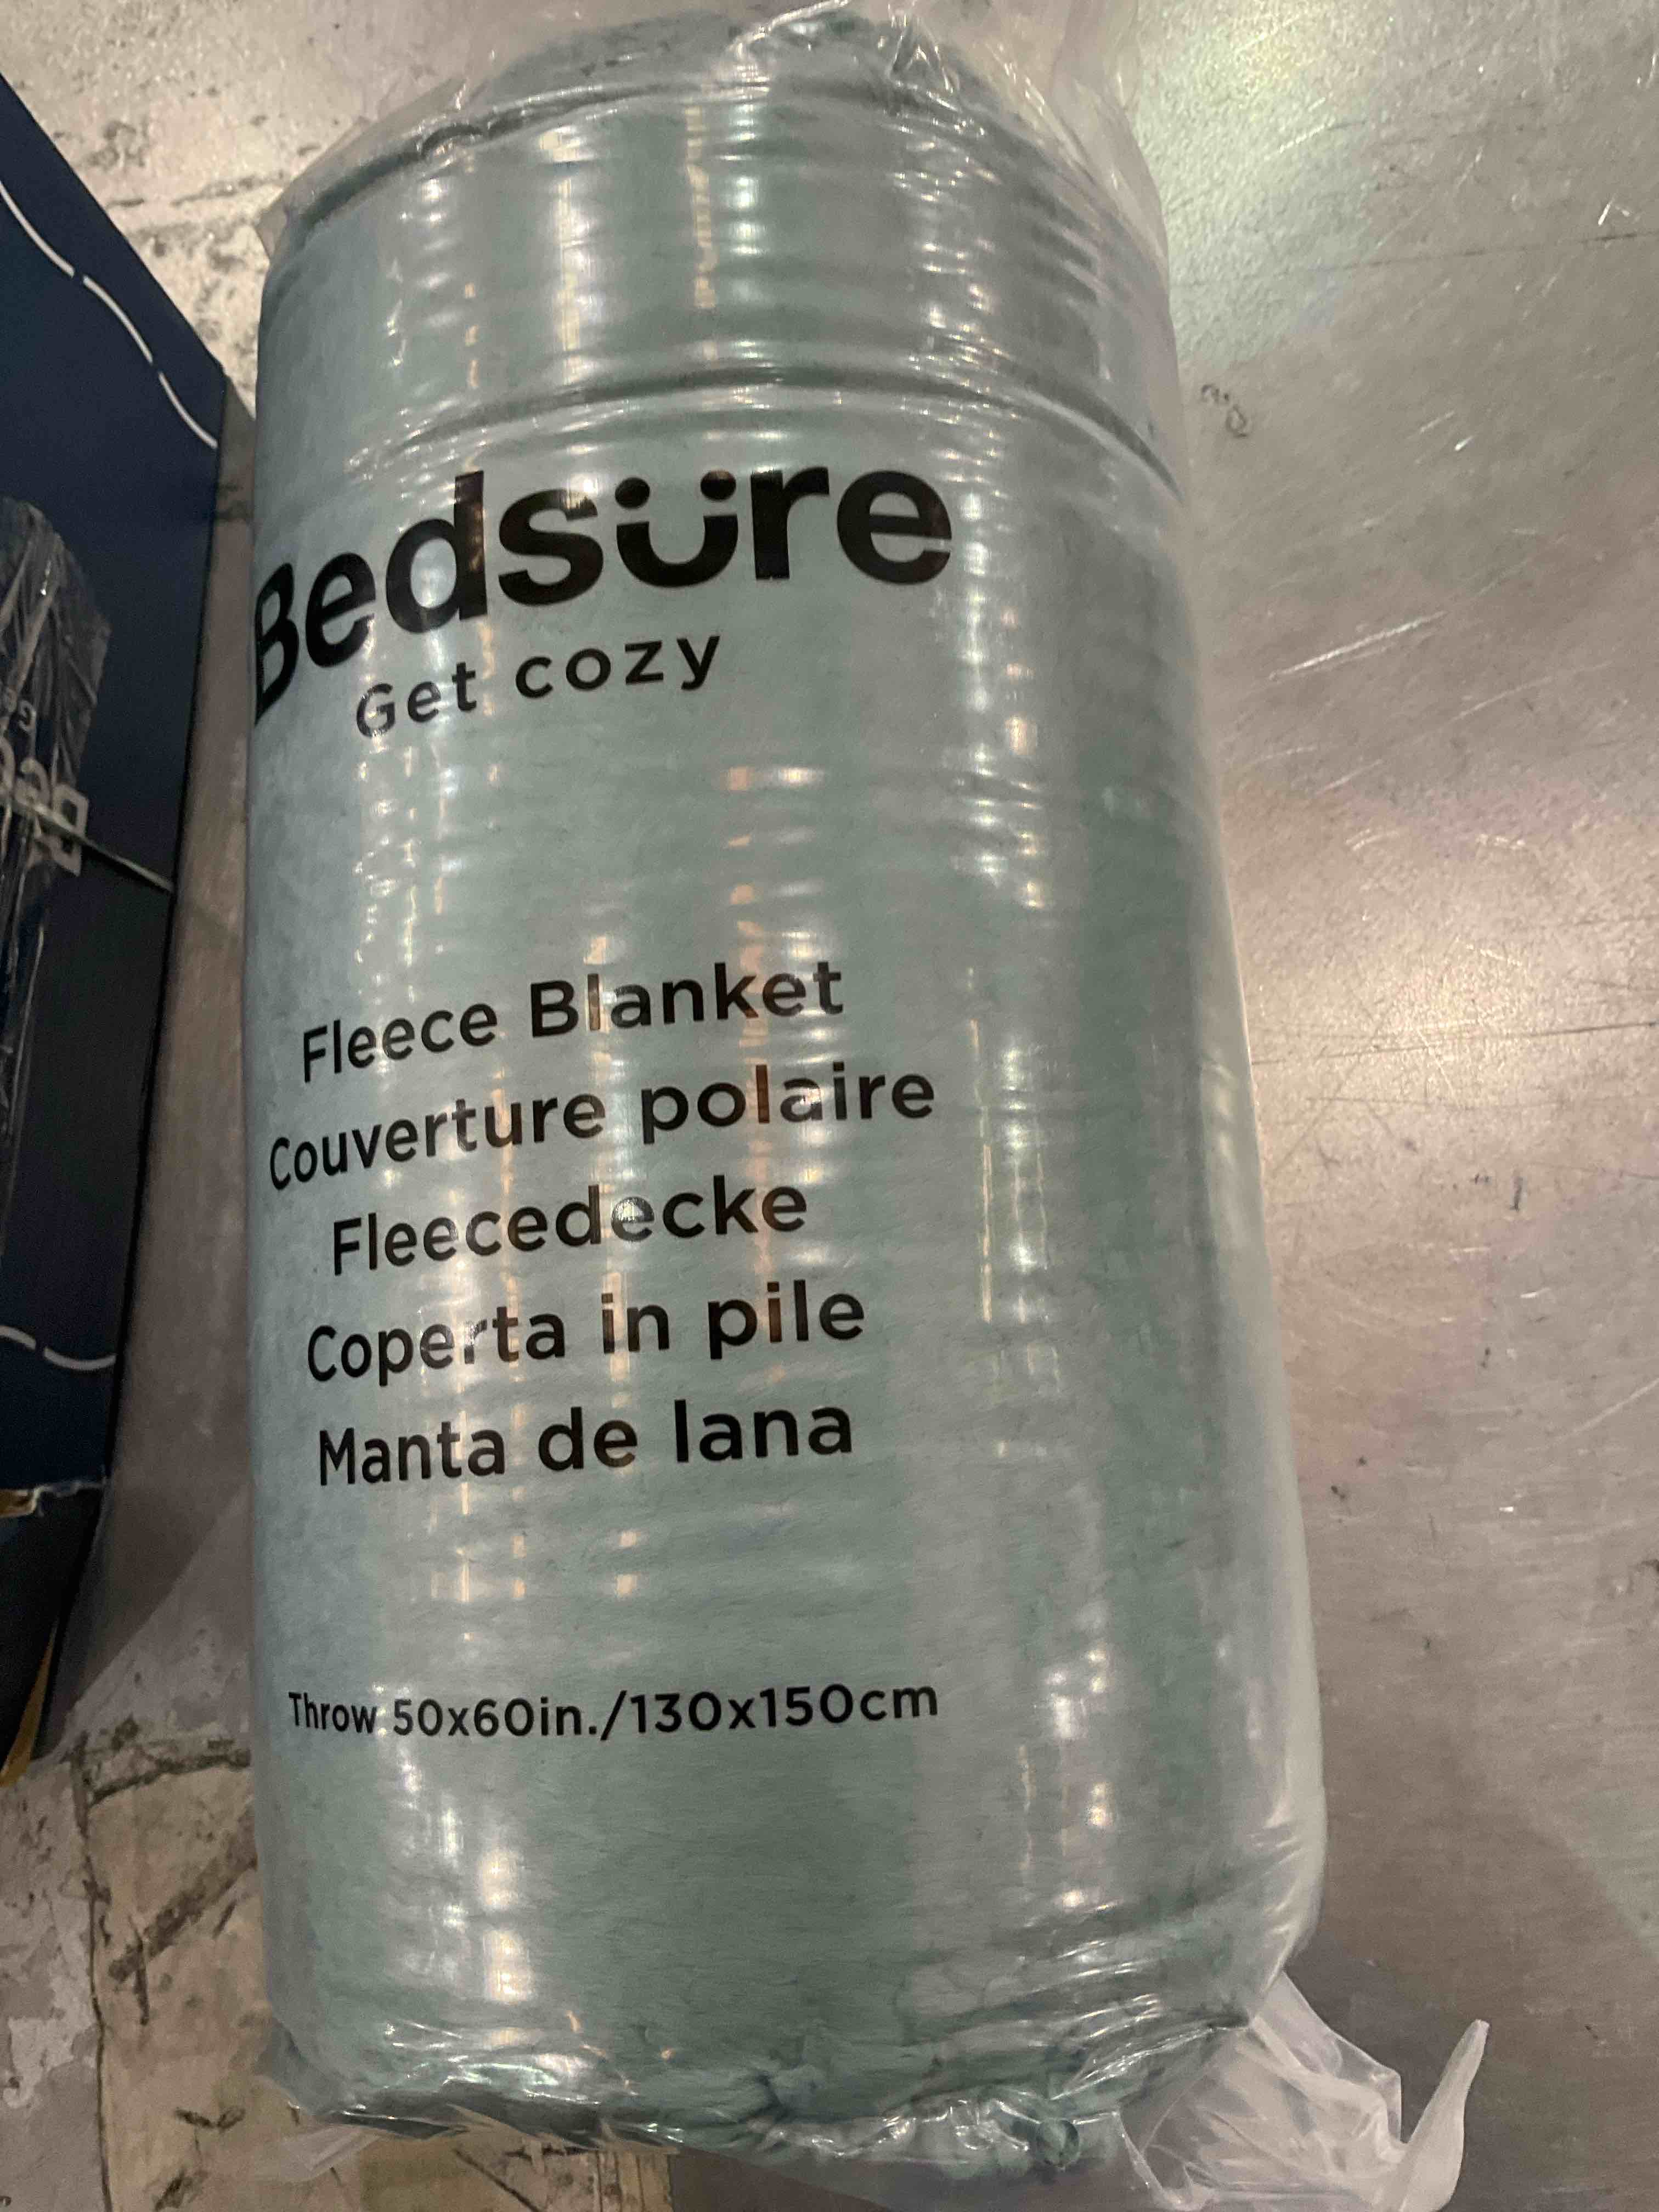 Bedsüre
Get cozy
Fleece Blanket
Couverture polaire
Fleecedecke
Coperta in pile
Manta de lana
Throw 50x60in./130x150cm